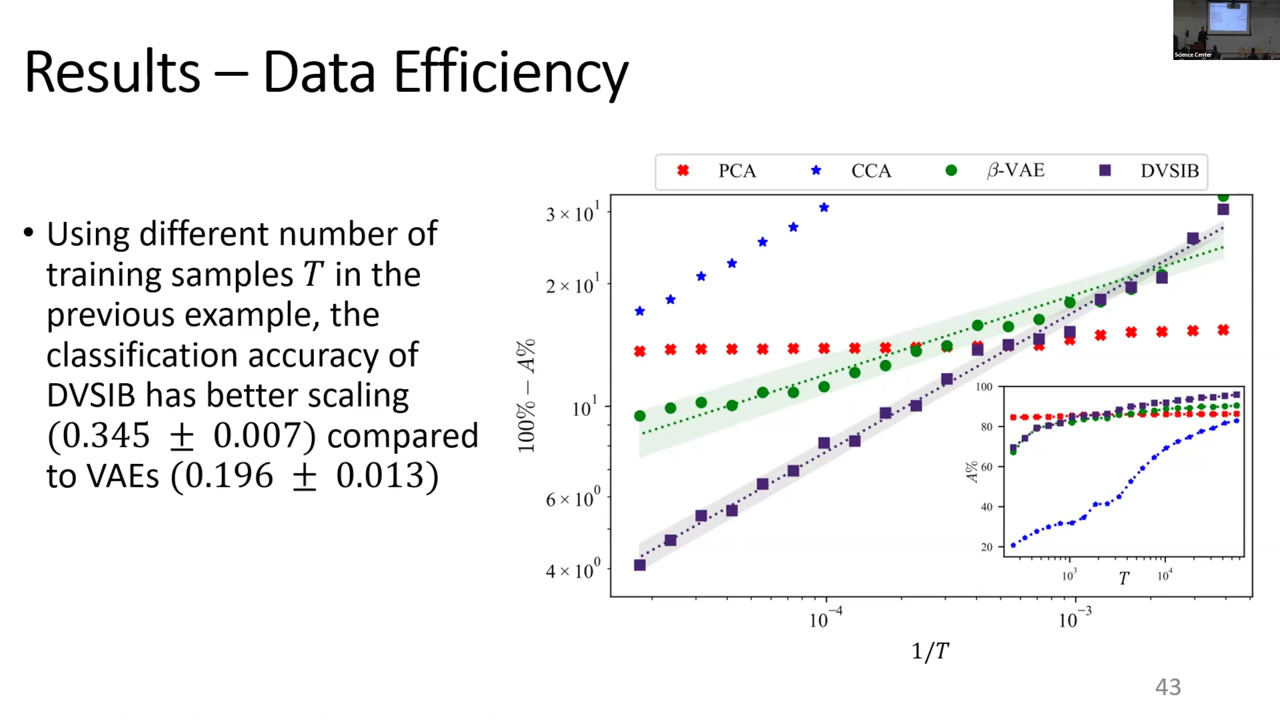 Results – Data Efficiency
Science Center
• Using different number of
training samples T in the
previous example, the
classification accuracy of
DVSIB has better scaling
(0.345 ± 0.007) compared
to VAEs (0.196 ± 0.013)
PCA CCA β-VAE DVSIB
100% − A%
3 × 10¹
2 × 10¹
10¹
6 × 10⁰
4 × 10⁰
10⁻⁴ 10⁻³
1/T
A%
100
80
60
40
20
10³ 10⁴
T
43